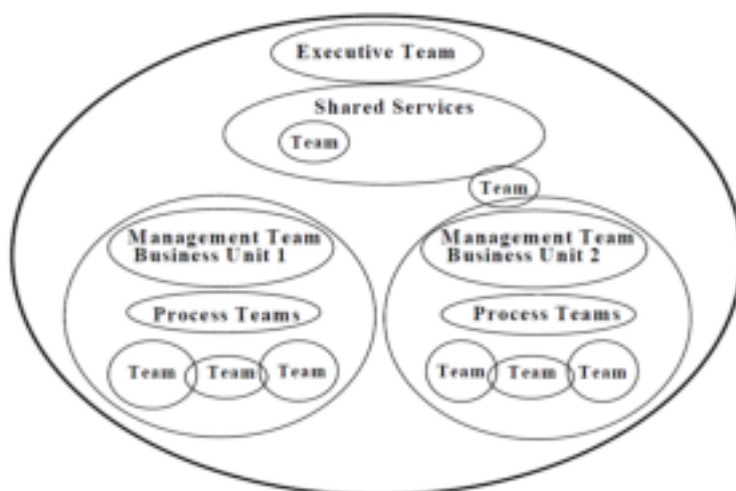 Executive Team
Shared Services
Team
Team
Management Team
Business Unit 1
Management Team
Business Unit 2
Process Teams
Process Teams
Team
Team
Team
Team
Team
Team